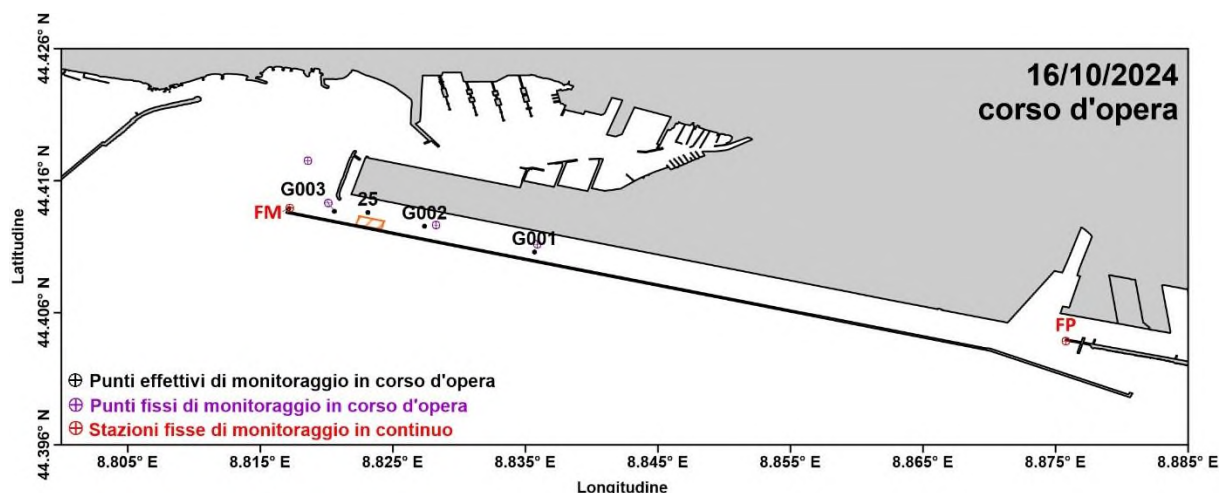 16/10/2024
corso d'opera
44.426° N
44.416° N
44.406° N
44.396° N
Latitudine
G003
25
FM
G002
G001
FP
⊕ Punti effettivi di monitoraggio in corso d'opera
⊕ Punti fissi di monitoraggio in corso d'opera
⊕ Stazioni fisse di monitoraggio in continuo
8.805° E 8.815° E 8.825° E 8.835° E 8.845° E 8.855° E 8.865° E 8.875° E 8.885° E
Longitudine